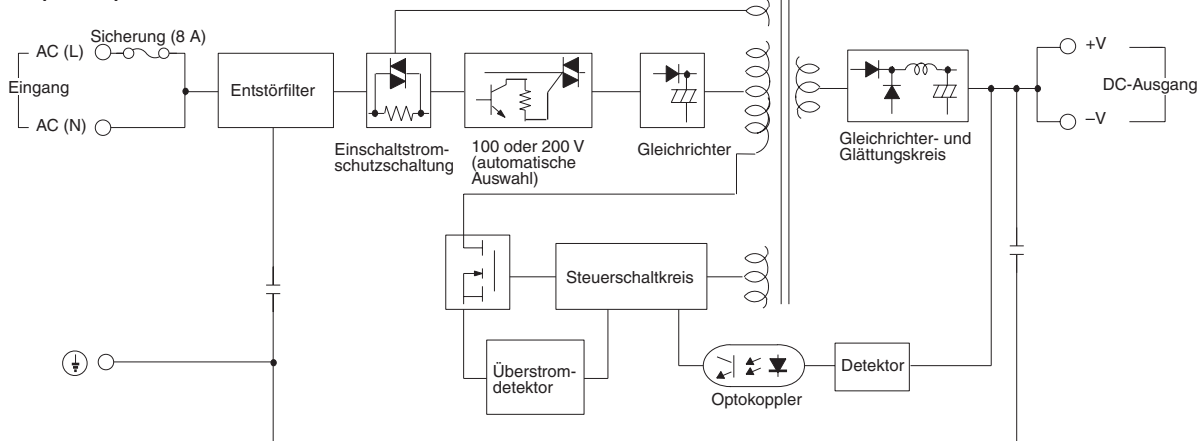 Sicherung (8 A)
AC (L)
Eingang
AC (N)
Entstörfilter
Einschaltstrom-
schutzschaltung
100 oder 200 V
(automatische
Auswahl)
Gleichrichter
Gleichrichter- und
Glättungskreis
+V
DC-Ausgang
–V
Steuerschaltkreis
Überstrom-
detektor
Optokoppler
Detektor